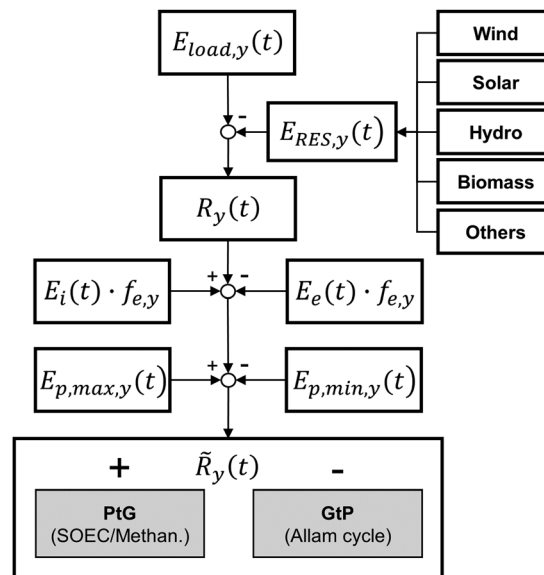 E_{load,y}(t)
Wind
Solar
-
E_{RES,y}(t)
Hydro
Biomass
R_y(t)
Others
+ -
E_i(t) · f_{e,y}
E_e(t) · f_{e,y}
+ -
E_{p,max,y}(t)
E_{p,min,y}(t)
+ R̃_y(t) -
PtG
(SOEC/Methan.)
GtP
(Allam cycle)